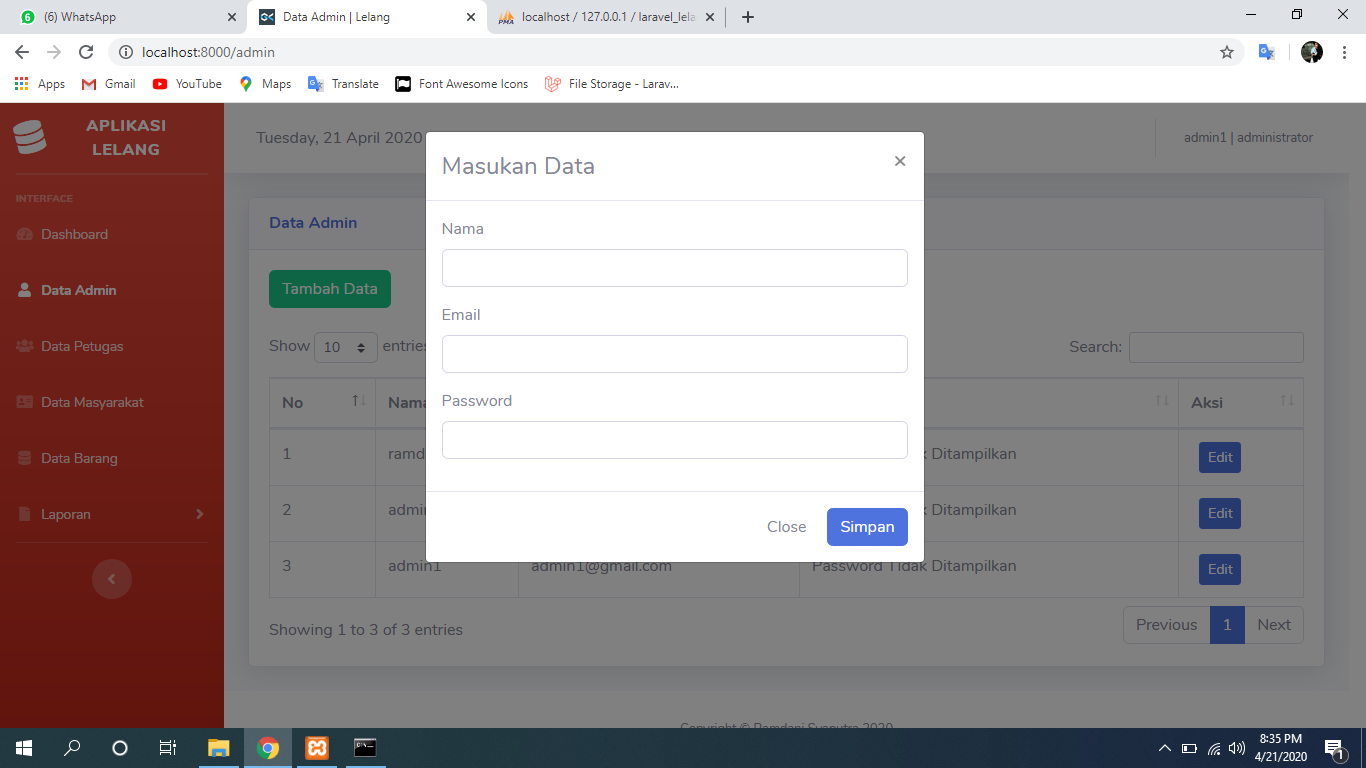 (6) WhatsApp
Data Admin | Lelang
localhost / 127.0.0.1 / laravel_lela
localhost:8000/admin
Apps
Gmail
YouTube
Maps
Translate
Font Awesome Icons
File Storage - Larav...
APLIKASI
LELANG
INTERFACE
Dashboard
Data Admin
Data Petugas
Data Masyarakat
Data Barang
Laporan
Tuesday, 21 April 2020
admin1 | administrator
Data Admin
Tambah Data
Show 10 entries
Search:
No
Nama
Aksi
1
ramd
Ditampilkan
Edit
2
admi
Ditampilkan
Edit
3
admin1
admin1@gmail.com
Password Tidak Ditampilkan
Edit
Showing 1 to 3 of 3 entries
Previous 1 Next
Masukan Data
×
Nama
Email
Password
Close
Simpan
Copyright © Ramdani Syaputra 2020
8:35 PM
4/21/2020
1